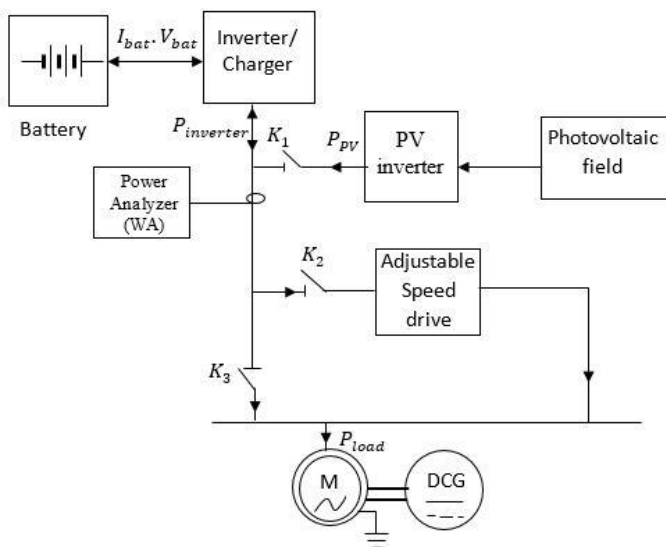 I_bat . V_bat
Inverter/
Charger
Battery
P_inverter
K_1
P_PV
PV
inverter
Photovoltaic
field
Power
Analyzer
(WA)
K_2
Adjustable
Speed
drive
K_3
P_load
M
DCG